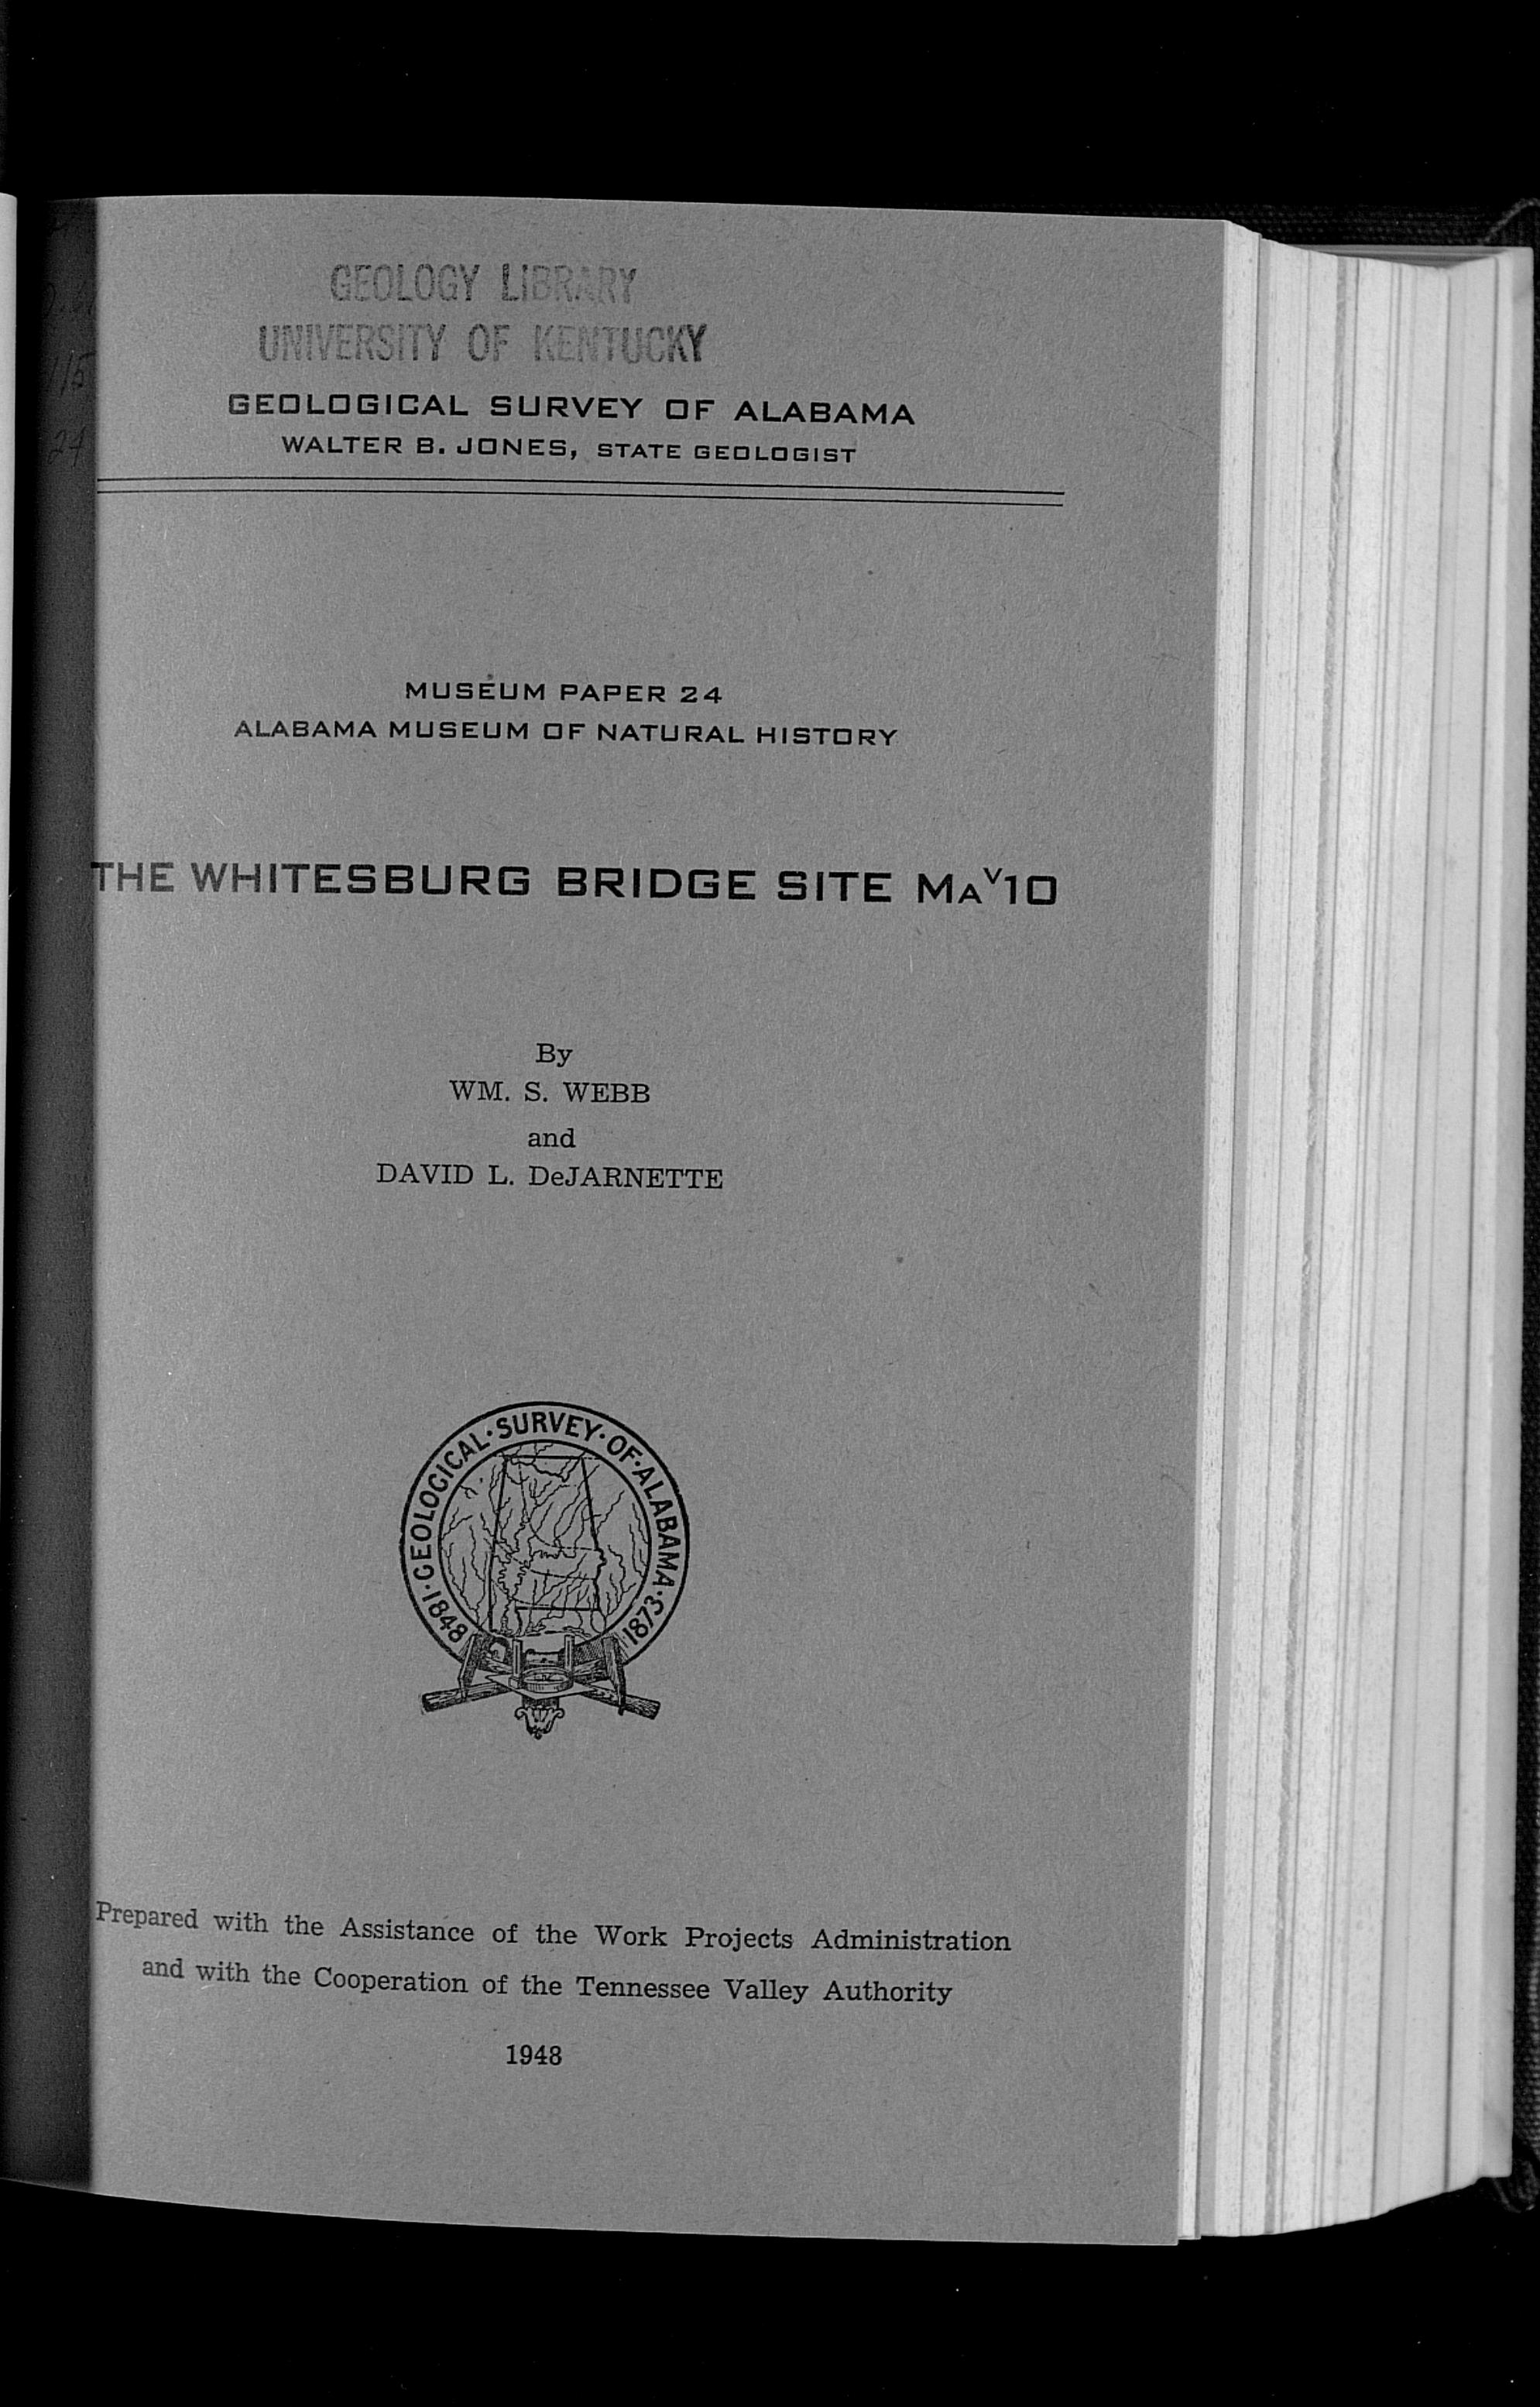 GEOLOGY LIBRARY
UNIVERSITY OF KENTUCKY
GEOLOGICAL SURVEY OF ALABAMA
WALTER B. JONES, STATE GEOLOGIST
115
24
MUSEUM PAPER 24
ALABAMA MUSEUM OF NATURAL HISTORY
THE WHITESBURG BRIDGE SITE MAV10
By
WM. S. WEBB
and
DAVID L. DeJARNETTE
1848·GEOLOGICAL·SURVEY·OF·ALABAMA·1873
Prepared with the Assistance of the Work Projects Administration
and with the Cooperation of the Tennessee Valley Authority
1948